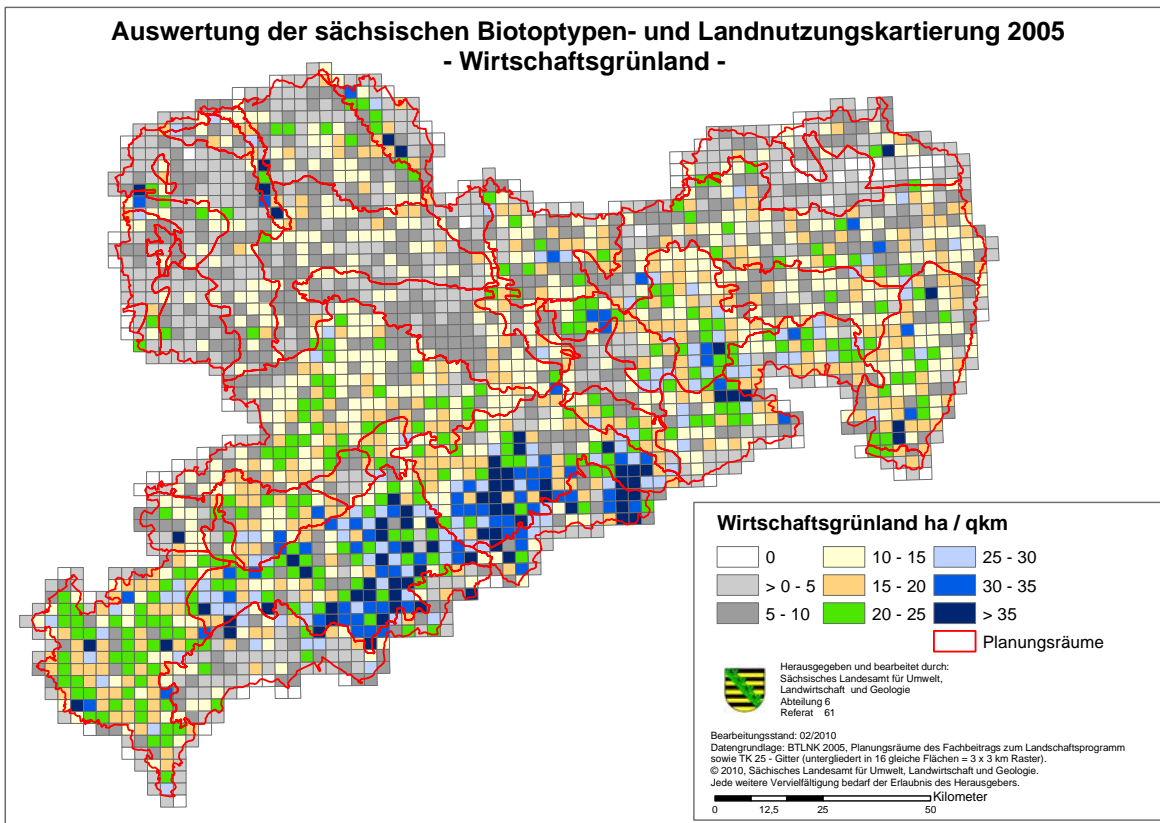 Auswertung der sächsischen Biotoptypen- und Landnutzungskartierung 2005
- Wirtschaftsgrünland -
Wirtschaftsgrünland ha / qkm
0
10 - 15
25 - 30
> 0 - 5
15 - 20
30 - 35
5 - 10
20 - 25
> 35
Planungsräume
Herausgegeben und bearbeitet durch:
Sächsisches Landesamt für Umwelt,
Landwirtschaft und Geologie
Abteilung 6
Referat 61
Bearbeitungsstand: 02/2010
Datengrundlage: BTLNK 2005, Planungsräume des Fachbeitrags zum Landschaftsprogramm
sowie TK 25 - Gitter (untergliedert in 16 gleiche Flächen = 3 x 3 km Raster).
© 2010, Sächsisches Landesamt für Umwelt, Landwirtschaft und Geologie.
Jede weitere Vervielfältigung bedarf der Erlaubnis des Herausgebers.
Kilometer
0 12,5 25 50